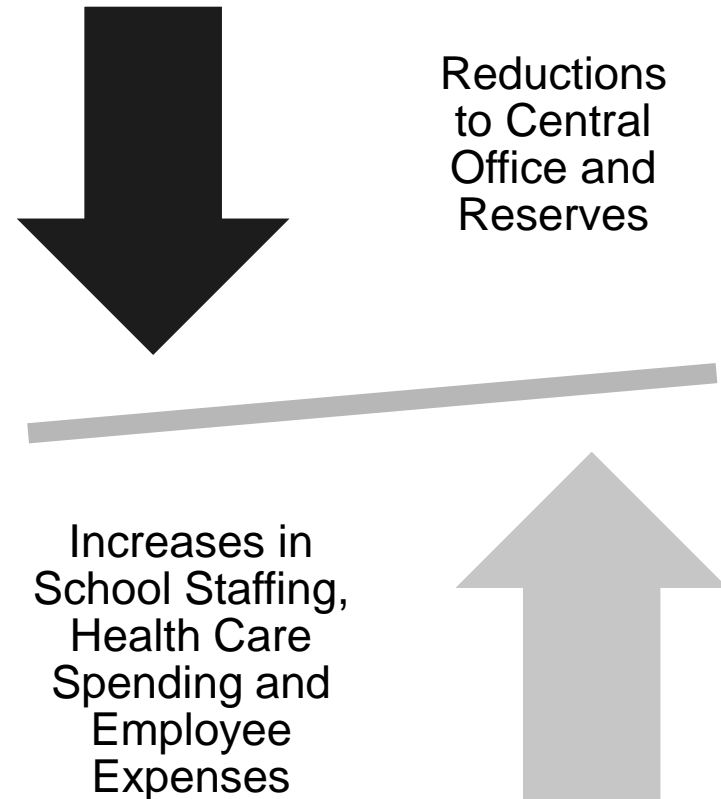 Reductions
to Central
Office and
Reserves
Increases in
School Staffing,
Health Care
Spending and
Employee
Expenses